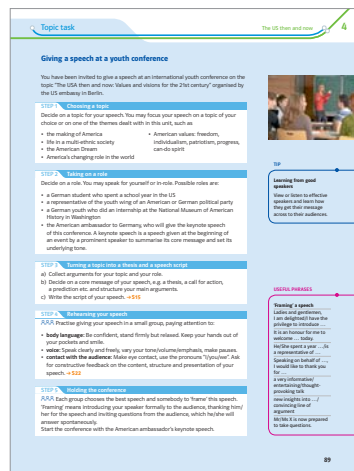 Topic task
The US then and now
4
Giving a speech at a youth conference
You have been invited to give a speech at an international youth conference on the
topic "The USA then and now: Values and visions for the 21st century" organised by
the US embassy in Berlin.
STEP 1 Choosing a topic
Decide on a topic for your speech. You may focus your speech on a topic of your
choice or on one of the themes dealt with in this unit, such as
• the making of America
• life in a multi-ethnic society
• the American Dream
• America's changing role in the world
• American values: freedom,
individualism, patriotism, progress,
can-do spirit
STEP 2 Taking on a role
Decide on a role. You may speak for yourself or in-role. Possible roles are:
• a German student who spent a school year in the US
• a representative of the youth wing of an American or German political party
• a German youth who did an internship at the National Museum of American
History in Washington
• the American ambassador to Germany, who will give the keynote speech
of this conference. A keynote speech is a speech given at the beginning of
an event by a prominent speaker to summarise its core message and set its
underlying tone.
STEP 3 Turning a topic into a thesis and a speech script
a) Collect arguments for your topic and your role.
b) Decide on a core message of your speech, e.g. a thesis, a call for action,
a prediction etc. and structure your main arguments.
c) Write the script of your speech. → S15
STEP 4 Rehearsing your speech
Practise giving your speech in a small group, paying attention to:
• body language: Be confident, stand firmly but relaxed. Keep your hands out of
your pockets and smile.
• voice: Speak clearly and freely, vary your tone/volume/emphasis, make pauses.
• contact with the audience: Make eye contact, use the pronouns "I/you/we". Ask
for constructive feedback on the content, structure and presentation of your
speech. → S22
STEP 5 Holding the conference
Each group chooses the best speech and somebody to 'frame' this speech.
'Framing' means introducing your speaker formally to the audience, thanking him/
her for the speech and inviting questions from the audience, which he/she will
answer spontaneously.
Start the conference with the American ambassador's keynote speech.
TIP
Learning from good
speakers
View or listen to effective
speakers and learn how
they get their message
across to their audiences.
USEFUL PHRASES
'Framing' a speech
Ladies and gentlemen,
I am delighted/I have the
privilege to introduce …
It is an honour for me to
welcome … today.
He/She spent a year …/is
a representative of …
Speaking on behalf of …,
I would like to thank you
for …
a very informative/
entertaining/thought-
provoking talk
new insights into …/
convincing line of
argument
Mr/Ms X is now prepared
to take questions.
89